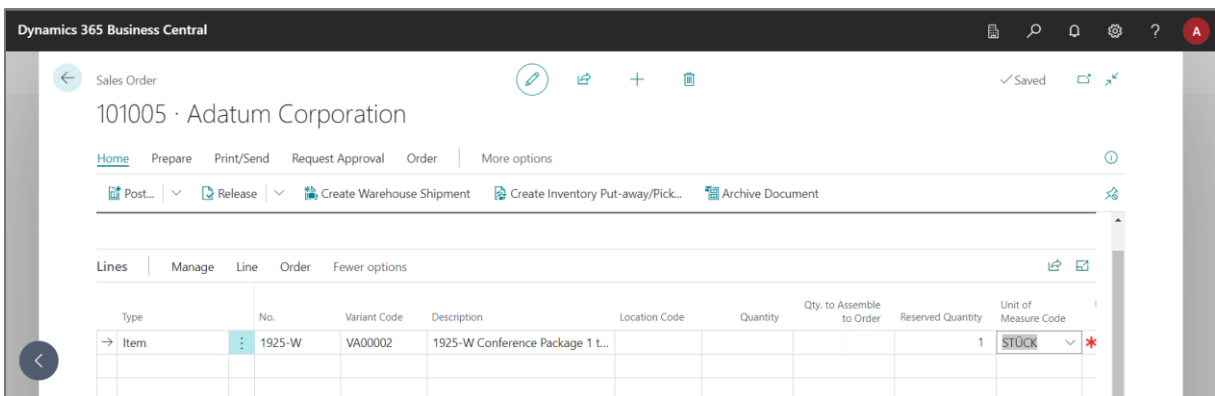 Dynamics 365 Business Central
? A
Sales Order
Saved
101005 · Adatum Corporation
Home Prepare Print/Send Request Approval Order More options
Post... Release Create Warehouse Shipment Create Inventory Put-away/Pick... Archive Document
Lines Manage Line Order Fewer options
Type No. Variant Code Description Location Code Quantity Qty. to Assemble to Order Reserved Quantity Unit of Measure Code
Item 1925-W VA00002 1925-W Conference Package 1 t... 1 STÜCK *